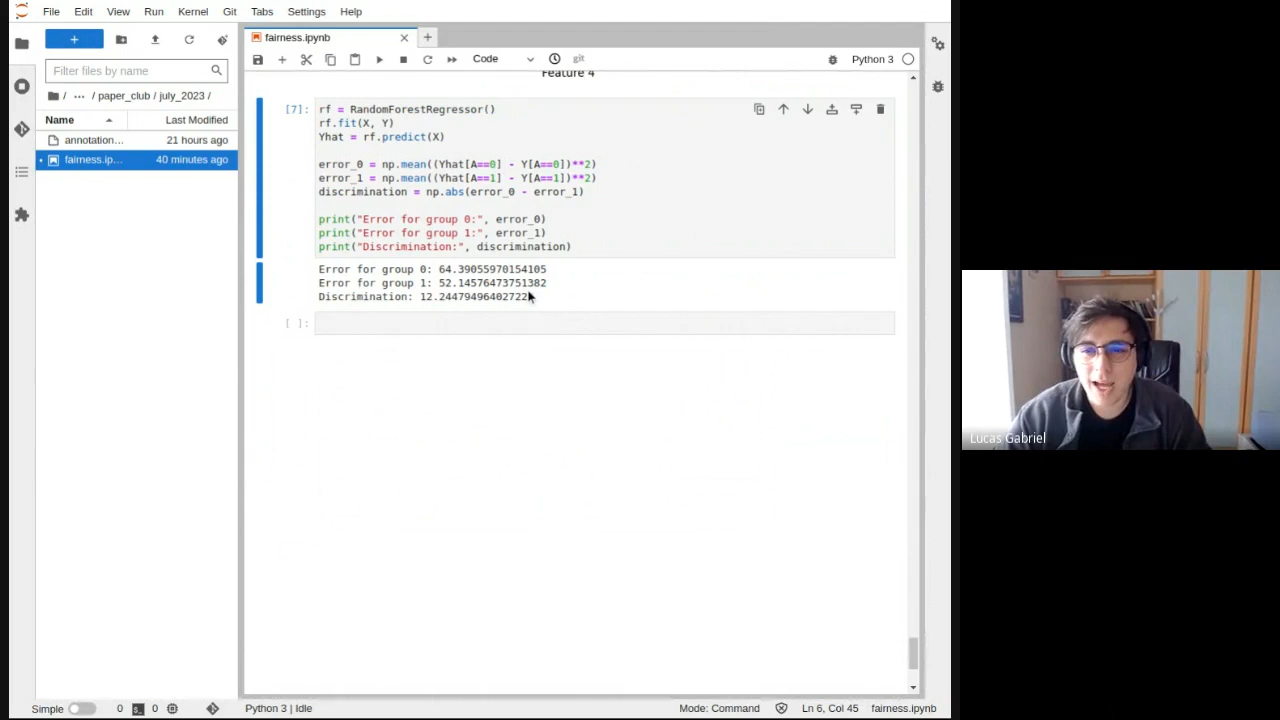 File Edit View Run Kernel Git Tabs Settings Help
fairness.ipynb
Code
git
Python 3
Filter files by name
/ ... / paper_club / july_2023 /
Name Last Modified
annotation... 21 hours ago
fairness.ip... 40 minutes ago
Feature 4
[7]:
rf = RandomForestRegressor()
rf.fit(X, Y)
Yhat = rf.predict(X)
error_0 = np.mean((Yhat[A==0] - Y[A==0])**2)
error_1 = np.mean((Yhat[A==1] - Y[A==1])**2)
discrimination = np.abs(error_0 - error_1)
print("Error for group 0:", error_0)
print("Error for group 1:", error_1)
print("Discrimination:", discrimination)
Error for group 0: 64.39055970154105
Error for group 1: 52.14576473751382
Discrimination: 12.24479496402722
[ ]:
Lucas Gabriel
Simple 0 $_ 0 Python 3 | Idle Mode: Command Ln 6, Col 45 fairness.ipynb